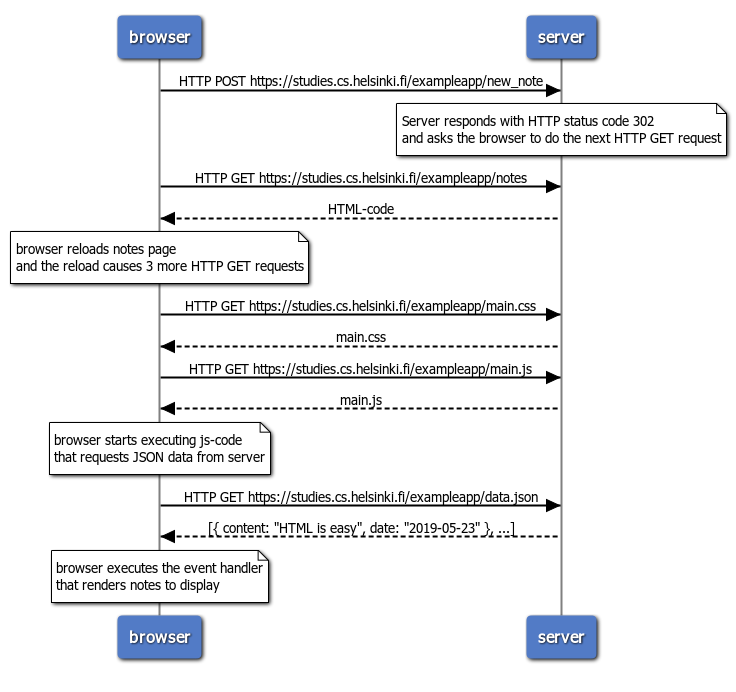 browser
server
HTTP POST https://studies.cs.helsinki.fi/exampleapp/new_note
Server responds with HTTP status code 302
and asks the browser to do the next HTTP GET request
HTTP GET https://studies.cs.helsinki.fi/exampleapp/notes
HTML-code
browser reloads notes page
and the reload causes 3 more HTTP GET requests
HTTP GET https://studies.cs.helsinki.fi/exampleapp/main.css
main.css
HTTP GET https://studies.cs.helsinki.fi/exampleapp/main.js
main.js
browser starts executing js-code
that requests JSON data from server
HTTP GET https://studies.cs.helsinki.fi/exampleapp/data.json
[{ content: "HTML is easy", date: "2019-05-23" }, ...]
browser executes the event handler
that renders notes to display
browser
server